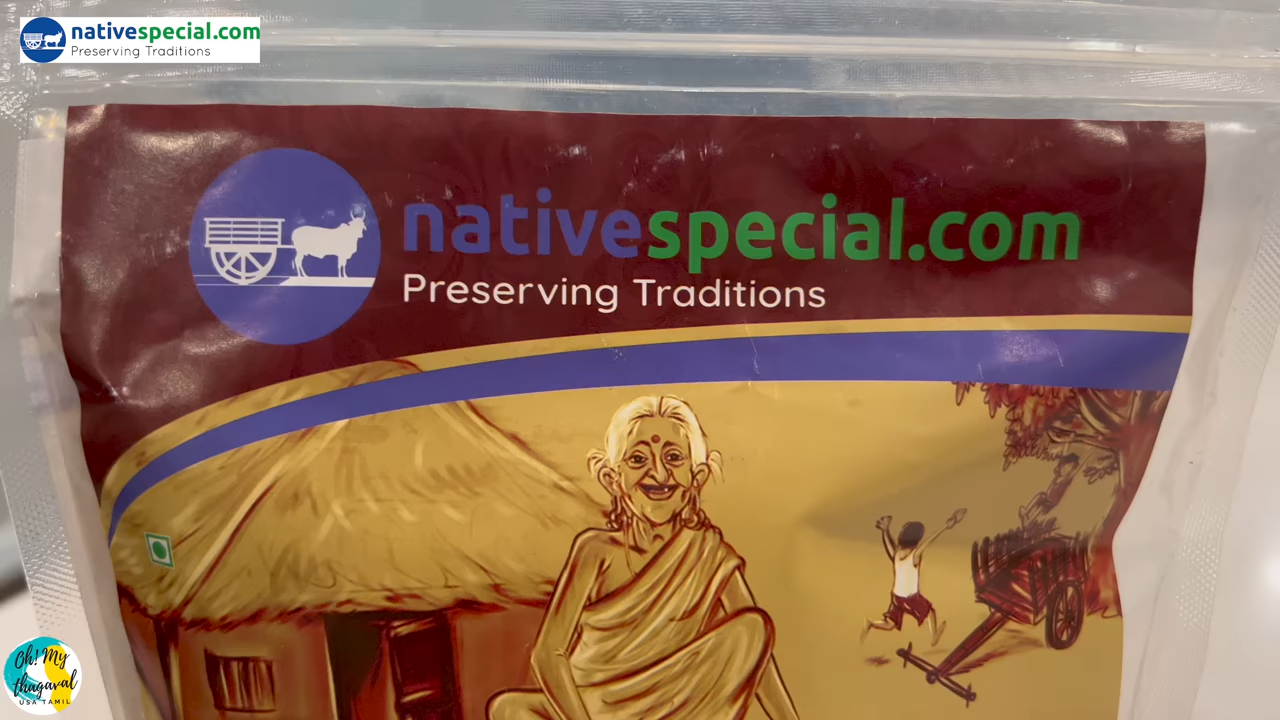 nativespecial.com
Preserving Traditions
nativespecial.com
Preserving Traditions
Oh! My
thagaval
USA TAMIL